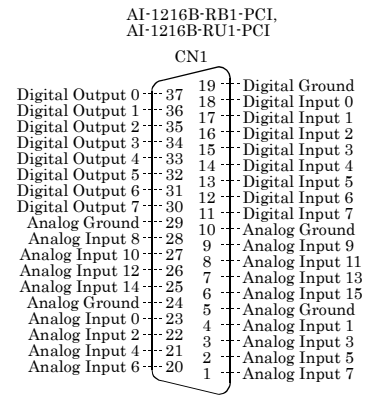 AI-1216B-RB1-PCI,
AI-1216B-RU1-PCI
CN1
19 Digital Ground
Digital Output 0 37
18 Digital Input 0
Digital Output 1 36
17 Digital Input 1
Digital Output 2 35
16 Digital Input 2
Digital Output 3 34
15 Digital Input 3
Digital Output 4 33
14 Digital Input 4
Digital Output 5 32
13 Digital Input 5
Digital Output 6 31
12 Digital Input 6
Digital Output 7 30
11 Digital Input 7
Analog Ground 29
10 Analog Ground
Analog Input 8 28
9 Analog Input 9
Analog Input 10 27
8 Analog Input 11
Analog Input 12 26
7 Analog Input 13
Analog Input 14 25
6 Analog Input 15
Analog Ground 24
5 Analog Ground
Analog Input 0 23
4 Analog Input 1
Analog Input 2 22
3 Analog Input 3
Analog Input 4 21
2 Analog Input 5
Analog Input 6 20
1 Analog Input 7